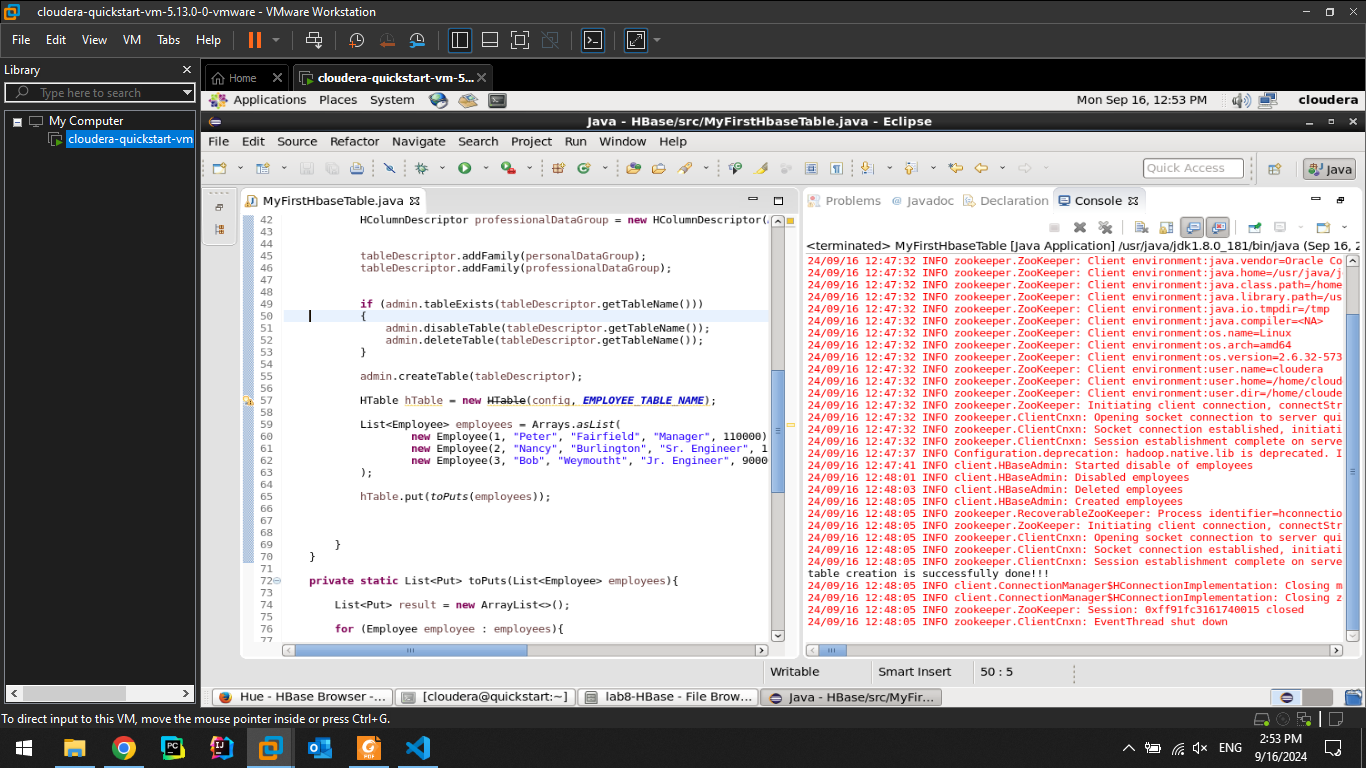 cloudera-quickstart-vm-5.13.0-0-vmware - VMware Workstation
File Edit View VM Tabs Help
Library
Type here to search
My Computer
cloudera-quickstart-vm
Home
cloudera-quickstart-vm-5...
Applications Places System
Mon Sep 16, 12:53 PM
cloudera
Java - HBase/src/MyFirstHbaseTable.java - Eclipse
File Edit Source Refactor Navigate Search Project Run Window Help
Quick Access
Java
MyFirstHbaseTable.java
42 HColumnDescriptor professionalDataGroup = new HColumnDescriptor(
43
44
45 tableDescriptor.addFamily(personalDataGroup);
46 tableDescriptor.addFamily(professionalDataGroup);
47
48
49 if (admin.tableExists(tableDescriptor.getTableName()))
50 {
51 admin.disableTable(tableDescriptor.getTableName());
52 admin.deleteTable(tableDescriptor.getTableName());
53 }
54
55 admin.createTable(tableDescriptor);
56
57 HTable hTable = new HTable(config, EMPLOYEE_TABLE_NAME);
58
59 List<Employee> employees = Arrays.asList(
60 new Employee(1, "Peter", "Fairfield", "Manager", 110000)
61 new Employee(2, "Nancy", "Burlington", "Sr. Engineer", 1
62 new Employee(3, "Bob", "Weymoutht", "Jr. Engineer", 9000
63 );
64
65 hTable.put(toPuts(employees));
66
67
68
69 }
70 }
71
72 private static List<Put> toPuts(List<Employee> employees){
73
74 List<Put> result = new ArrayList<>();
75
76 for (Employee employee : employees){
77
Problems Javadoc Declaration Console
<terminated> MyFirstHbaseTable [Java Application] /usr/java/jdk1.8.0_181/bin/java (Sep 16,
24/09/16 12:47:32 INFO zookeeper.ZooKeeper: Client environment:java.vendor=Oracle Co
24/09/16 12:47:32 INFO zookeeper.ZooKeeper: Client environment:java.home=/usr/java/j
24/09/16 12:47:32 INFO zookeeper.ZooKeeper: Client environment:java.class.path=/home
24/09/16 12:47:32 INFO zookeeper.ZooKeeper: Client environment:java.library.path=/us
24/09/16 12:47:32 INFO zookeeper.ZooKeeper: Client environment:java.io.tmpdir=/tmp
24/09/16 12:47:32 INFO zookeeper.ZooKeeper: Client environment:java.compiler=<NA>
24/09/16 12:47:32 INFO zookeeper.ZooKeeper: Client environment:os.name=Linux
24/09/16 12:47:32 INFO zookeeper.ZooKeeper: Client environment:os.arch=amd64
24/09/16 12:47:32 INFO zookeeper.ZooKeeper: Client environment:os.version=2.6.32-573
24/09/16 12:47:32 INFO zookeeper.ZooKeeper: Client environment:user.name=cloudera
24/09/16 12:47:32 INFO zookeeper.ZooKeeper: Client environment:user.home=/home/cloud
24/09/16 12:47:32 INFO zookeeper.ZooKeeper: Client environment:user.dir=/home/cloude
24/09/16 12:47:32 INFO zookeeper.ZooKeeper: Initiating client connection, connectStr
24/09/16 12:47:32 INFO zookeeper.ClientCnxn: Opening socket connection to server qui
24/09/16 12:47:32 INFO zookeeper.ClientCnxn: Socket connection established, initiati
24/09/16 12:47:32 INFO zookeeper.ClientCnxn: Session establishment complete on serve
24/09/16 12:47:37 INFO Configuration.deprecation: hadoop.native.lib is deprecated. I
24/09/16 12:47:41 INFO client.HBaseAdmin: Started disable of employees
24/09/16 12:48:01 INFO client.HBaseAdmin: Disabled employees
24/09/16 12:48:03 INFO client.HBaseAdmin: Deleted employees
24/09/16 12:48:05 INFO client.HBaseAdmin: Created employees
24/09/16 12:48:05 INFO zookeeper.RecoverableZooKeeper: Process identifier=hconnectio
24/09/16 12:48:05 INFO zookeeper.ZooKeeper: Initiating client connection, connectStr
24/09/16 12:48:05 INFO zookeeper.ClientCnxn: Opening socket connection to server qui
24/09/16 12:48:05 INFO zookeeper.ClientCnxn: Socket connection established, initiati
24/09/16 12:48:05 INFO zookeeper.ClientCnxn: Session establishment complete on serve
table creation is successfully done!!!
24/09/16 12:48:05 INFO client.ConnectionManager$HConnectionImplementation: Closing m
24/09/16 12:48:05 INFO client.ConnectionManager$HConnectionImplementation: Closing z
24/09/16 12:48:05 INFO zookeeper.ZooKeeper: Session: 0xff91fc3161740015 closed
24/09/16 12:48:05 INFO zookeeper.ClientCnxn: EventThread shut down
Writable
Smart Insert
50 : 5
Hue - HBase Browser -...
[cloudera@quickstart:~]
lab8-HBase - File Brow...
Java - HBase/src/MyFir...
To direct input to this VM, move the mouse pointer inside or press Ctrl+G.
ENG
2:53 PM
9/16/2024